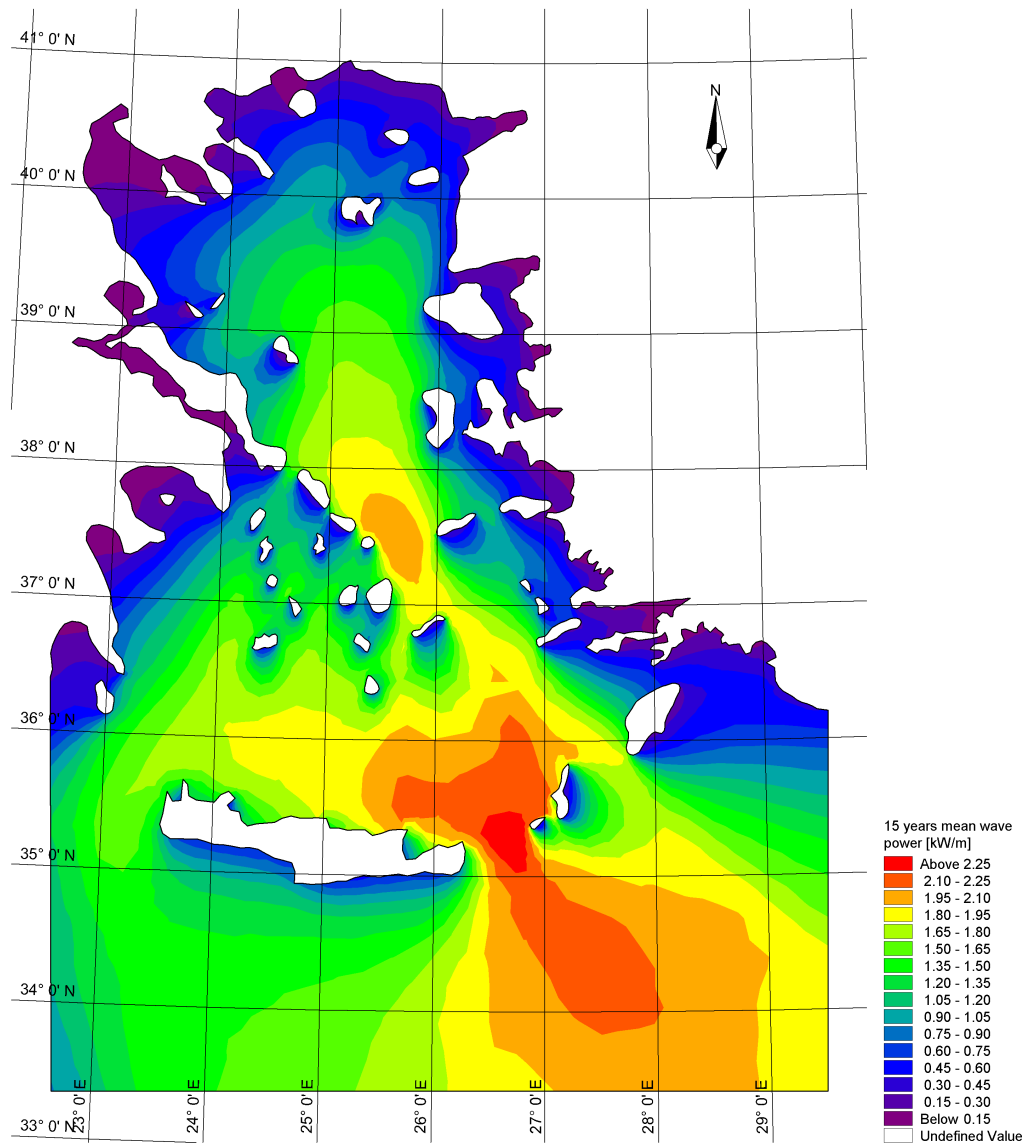 41° 0' N
N
40° 0' N
39° 0' N
38° 0' N
37° 0' N
36° 0' N
35° 0' N
34° 0' N
33° 0' N
23° 0' E
24° 0' E
25° 0' E
26° 0' E
27° 0' E
28° 0' E
29° 0' E
15 years mean wave
power [kW/m]
Above 2.25
2.10 - 2.25
1.95 - 2.10
1.80 - 1.95
1.65 - 1.80
1.50 - 1.65
1.35 - 1.50
1.20 - 1.35
1.05 - 1.20
0.90 - 1.05
0.75 - 0.90
0.60 - 0.75
0.45 - 0.60
0.30 - 0.45
0.15 - 0.30
Below 0.15
Undefined Value